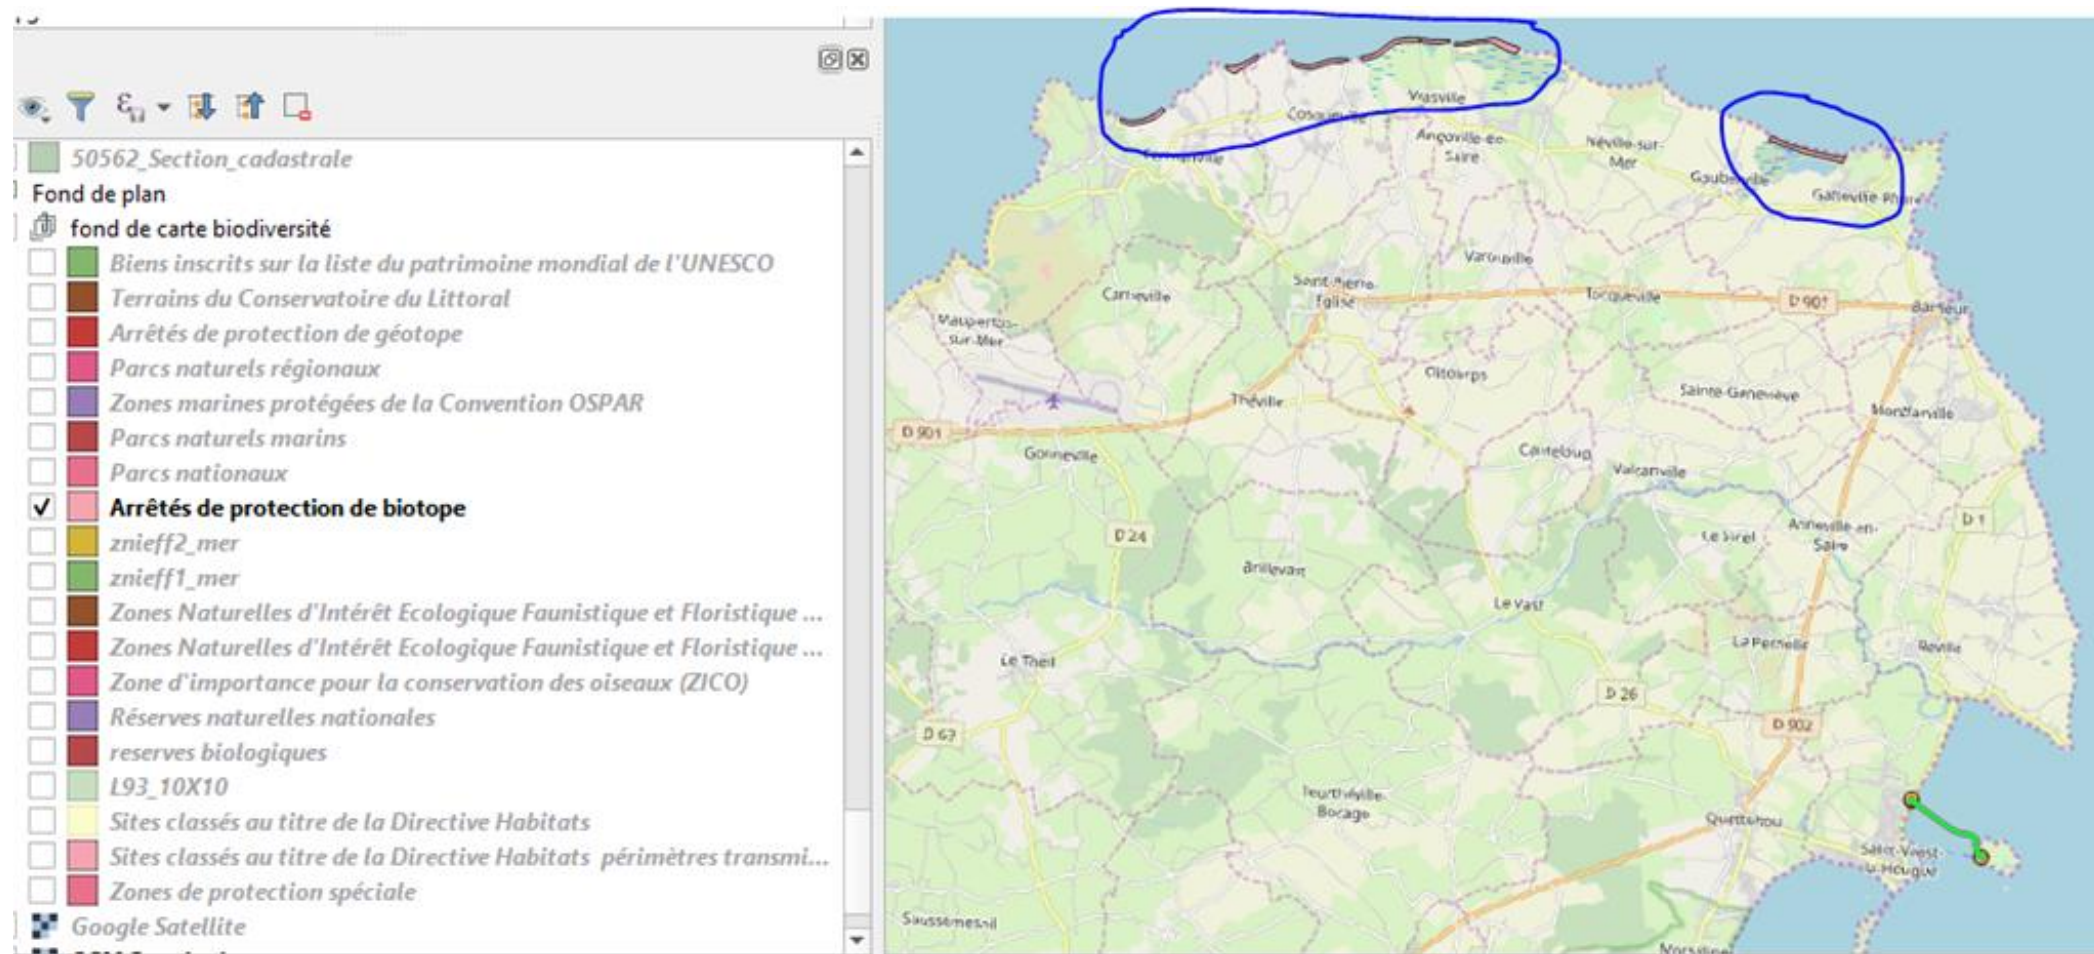 50562_Section_cadastrale
Fond de plan
fond de carte biodiversité
Biens inscrits sur la liste du patrimoine mondial de l'UNESCO
Terrains du Conservatoire du Littoral
Arrêtés de protection de géotope
Parcs naturels régionaux
Zones marines protégées de la Convention OSPAR
Parcs naturels marins
Parcs nationaux
Arrêtés de protection de biotope
znieff2_mer
znieff1_mer
Zones Naturelles d'Intérêt Ecologique Faunistique et Floristique ...
Zones Naturelles d'Intérêt Ecologique Faunistique et Floristique ...
Zone d'importance pour la conservation des oiseaux (ZICO)
Réserves naturelles nationales
reserves biologiques
L93_10X10
Sites classés au titre de la Directive Habitats
Sites classés au titre de la Directive Habitats périmètres transmi...
Zones de protection spéciale
Google Satellite
Vrasville
Cosqueville
Angoville-en-
Saire
Néville-sur-
Mer
Gatteville-Phare
Varouville
Saint-Pierre-
Église
Tocqueville
D 901
Barfleur
Carneville
Maupertus-
sur-Mer
Clitourps
Sainte-Geneviève
Théville
Montfarville
D 901
Gonneville
Canteloup
Valcanville
D 24
Le Vicel
Anneville-en-
Saire
D 1
Brillevast
Le Vast
La Pernelle
Réville
Le Theil
D 26
D 902
D 63
Teurthéville-
Bocage
Quettehou
Saint-Vaast-
la-Hougue
Saussemesnil